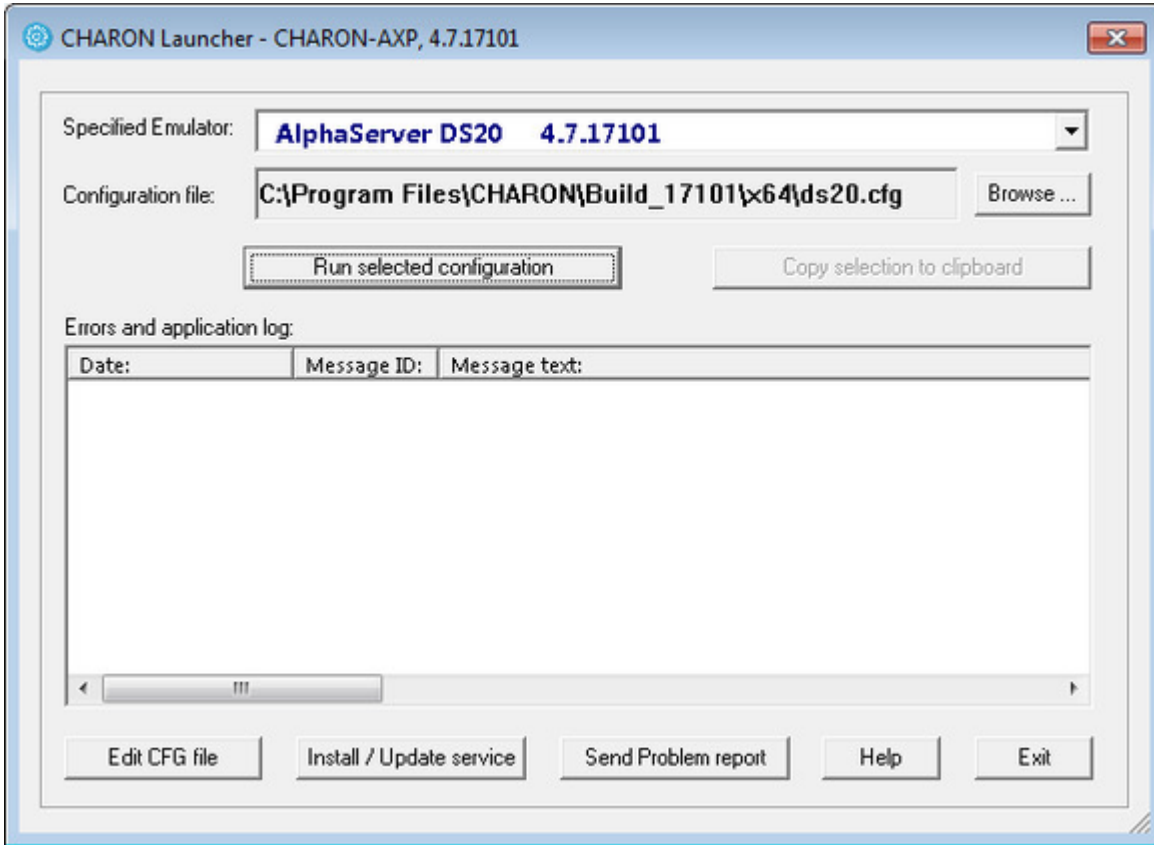 CHARON Launcher - CHARON-AXP, 4.7.17101
Specified Emulator: AlphaServer DS20 4.7.17101
Configuration file: C:\Program Files\CHARON\Build_17101\x64\ds20.cfg Browse ...
Run selected configuration Copy selection to clipboard
Errors and application log:
Date: Message ID: Message text:
Edit CFG file Install / Update service Send Problem report Help Exit